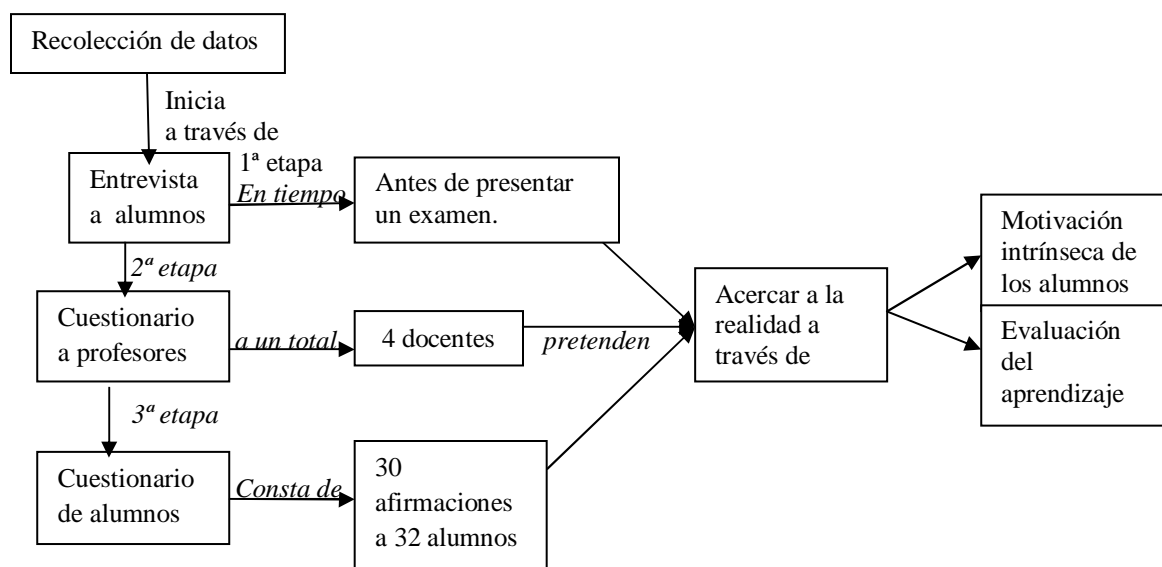 Recolección de datos
Inicia
a través de
1ª etapa
Entrevista
a alumnos
En tiempo
Antes de presentar
un examen.
2ª etapa
Cuestionario
a profesores
a un total
4 docentes
pretenden
Acercar a la
realidad a
través de
Motivación
intrínseca de
los alumnos
Evaluación
del
aprendizaje
3ª etapa
Cuestionario
de alumnos
Consta de
30
afirmaciones
a 32 alumnos